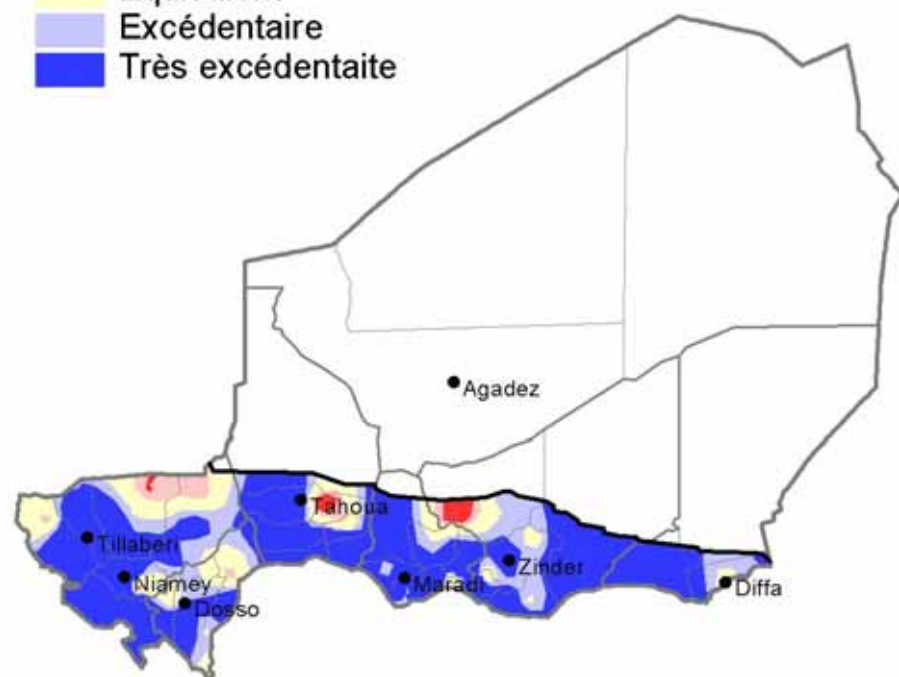 Excédentaire
Très excédentaite
Agadez
Tahoua
Tillaberi
Niamey
Dosso
Maradi
Zinder
Diffa